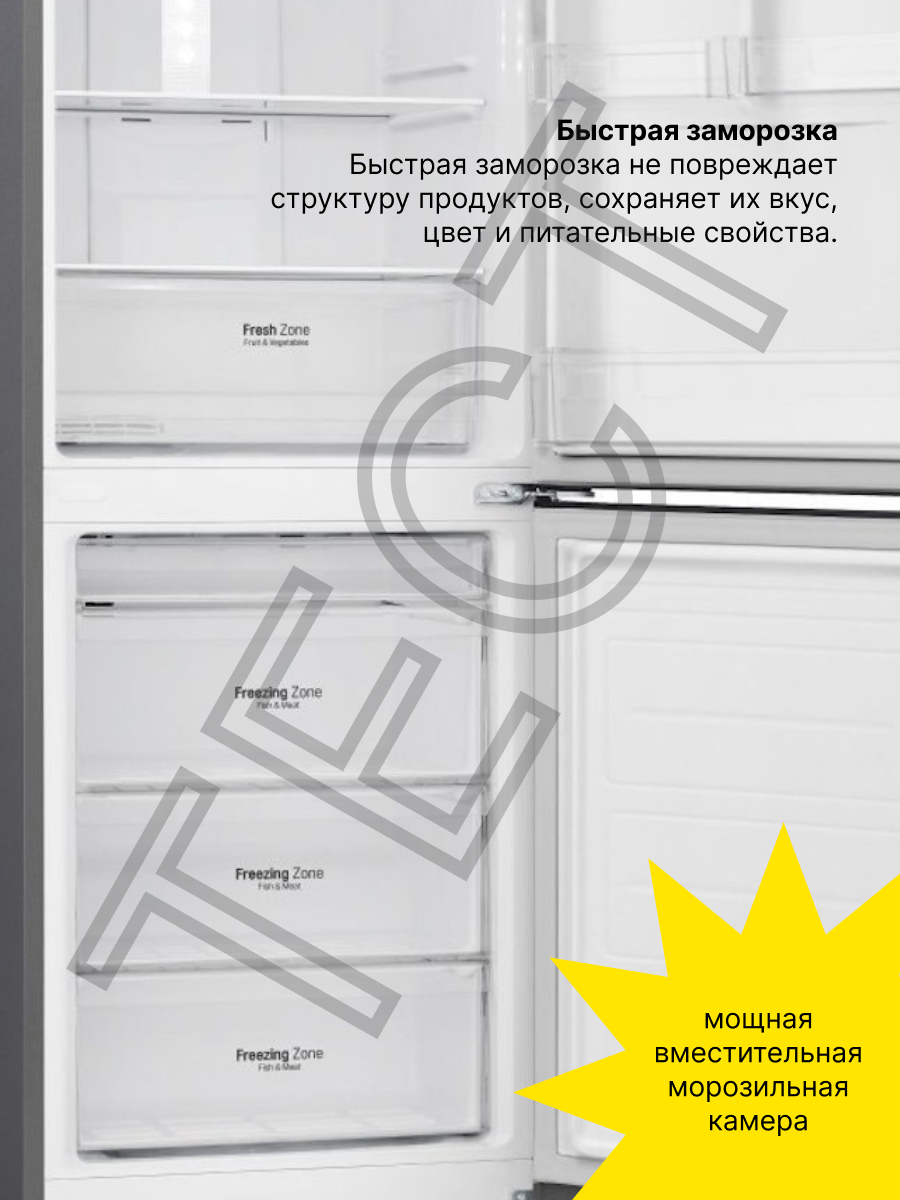 Быстрая заморозка
Быстрая заморозка не повреждает
структуру продуктов, сохраняет их вкус,
цвет и питательные свойства.
Fresh Zone
Fruit & Vegetables
Freezing Zone
Fish & Meat
Freezing Zone
Fish & Meat
Freezing Zone
Fish & Meat
ТЕСТ
мощная
вместительная
морозильная
камера